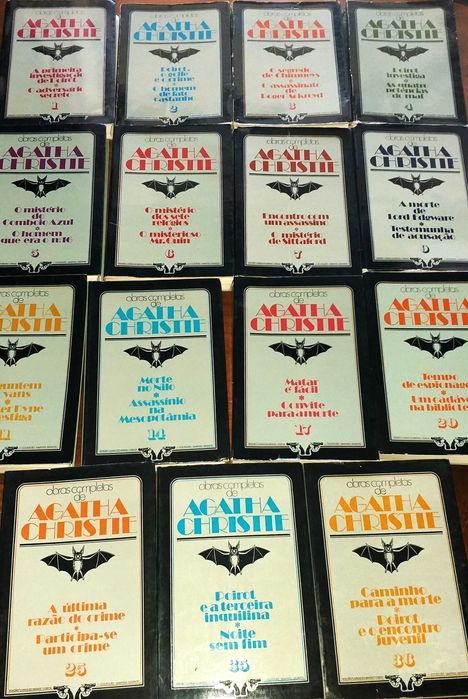 obras completas
de
AGATHA
CHRISTIE
A primeira
investigação
de Poirot
*
O adversário
secreto
1
obras completas
de
AGATHA
CHRISTIE
Poirot,
o golfe
e o crime
*
O homem
do fato
castanho
2
obras completas
de
AGATHA
CHRISTIE
O segredo
de Chimneys
*
O assassinato
de
Roger Ackroyd
3
obras completas
de
AGATHA
CHRISTIE
Poirot
investiga
*
As quatro
potências
do mal
4
obras completas
de
AGATHA
CHRISTIE
O mistério
do
Comboio Azul
*
O homem
que era o nº16
5
obras completas
de
AGATHA
CHRISTIE
O mistério
dos sete
relógios
*
O misterioso
Mr. Quin
6
obras completas
de
AGATHA
CHRISTIE
Encontro com
um assassino
*
O mistério
de Sittaford
7
obras completas
de
AGATHA
CHRISTIE
A morte
de
Lord Edgware
*
Testemunha
de acusação
9
obras completas
de
AGATHA
CHRISTIE
guntem
vans
*
er Pyne
estiga
11
obras completas
de
AGATHA
CHRISTIE
Morte
no Nilo
*
Assassínio
na
Mesopotâmia
14
obras completas
de
AGATHA
CHRISTIE
Matar
é fácil
*
Convite
para a morte
17
obras completas
de
AGATHA
CHRISTIE
Tempo
de espionage
*
Um cadáve
na bibliote
20
obras completas
de
AGATHA
CHRISTIE
A última
razão do crime
*
Participa-se
um crime
25
obras completas
de
AGATHA
CHRISTIE
Poirot
e a terceira
inquilina
*
Noite
sem fim
35
obras completas
de
AGATHA
CHRISTIE
Caminho
para a morte
*
Poirot
e o encontro
juvenil
36